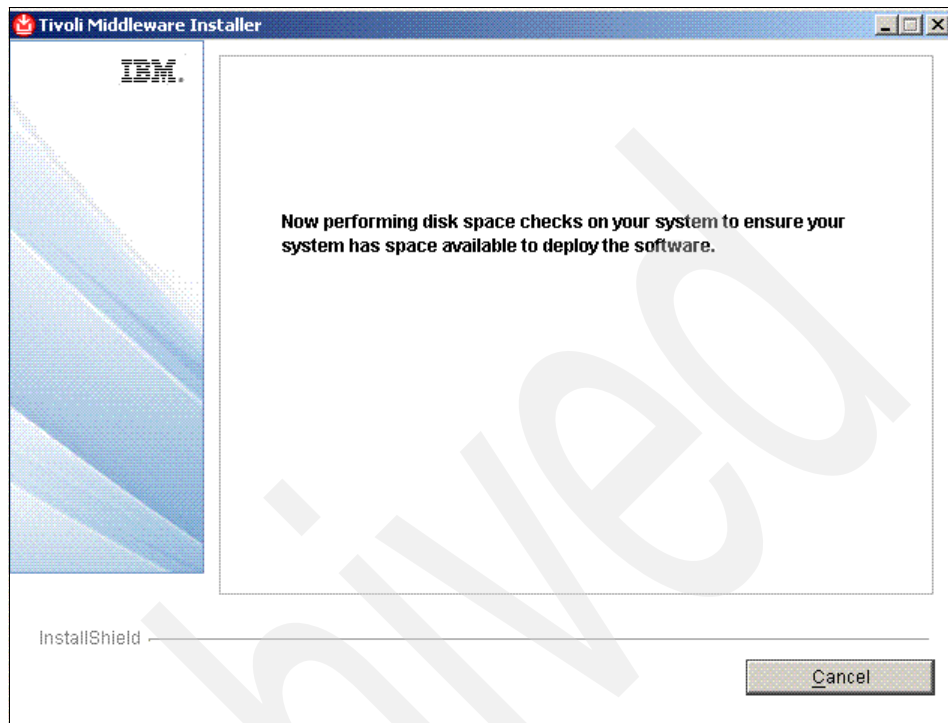 Tivoli Middleware Installer
IBM.
Now performing disk space checks on your system to ensure your
system has space available to deploy the software.
InstallShield
Cancel
hived